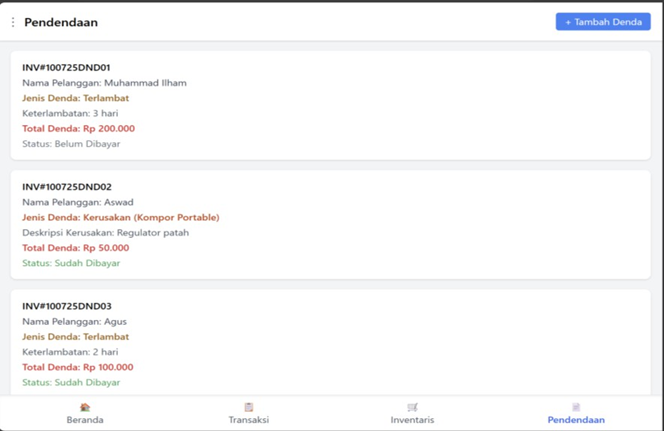 Pendendaan
+ Tambah Denda
INV#100725DND01
Nama Pelanggan: Muhammad Ilham
Jenis Denda: Terlambat
Keterlambatan: 3 hari
Total Denda: Rp 200.000
Status: Belum Dibayar
INV#100725DND02
Nama Pelanggan: Aswad
Jenis Denda: Kerusakan (Kompor Portable)
Deskripsi Kerusakan: Regulator patah
Total Denda: Rp 50.000
Status: Sudah Dibayar
INV#100725DND03
Nama Pelanggan: Agus
Jenis Denda: Terlambat
Keterlambatan: 2 hari
Total Denda: Rp 100.000
Status: Sudah Dibayar
Beranda
Transaksi
Inventaris
Pendendaan